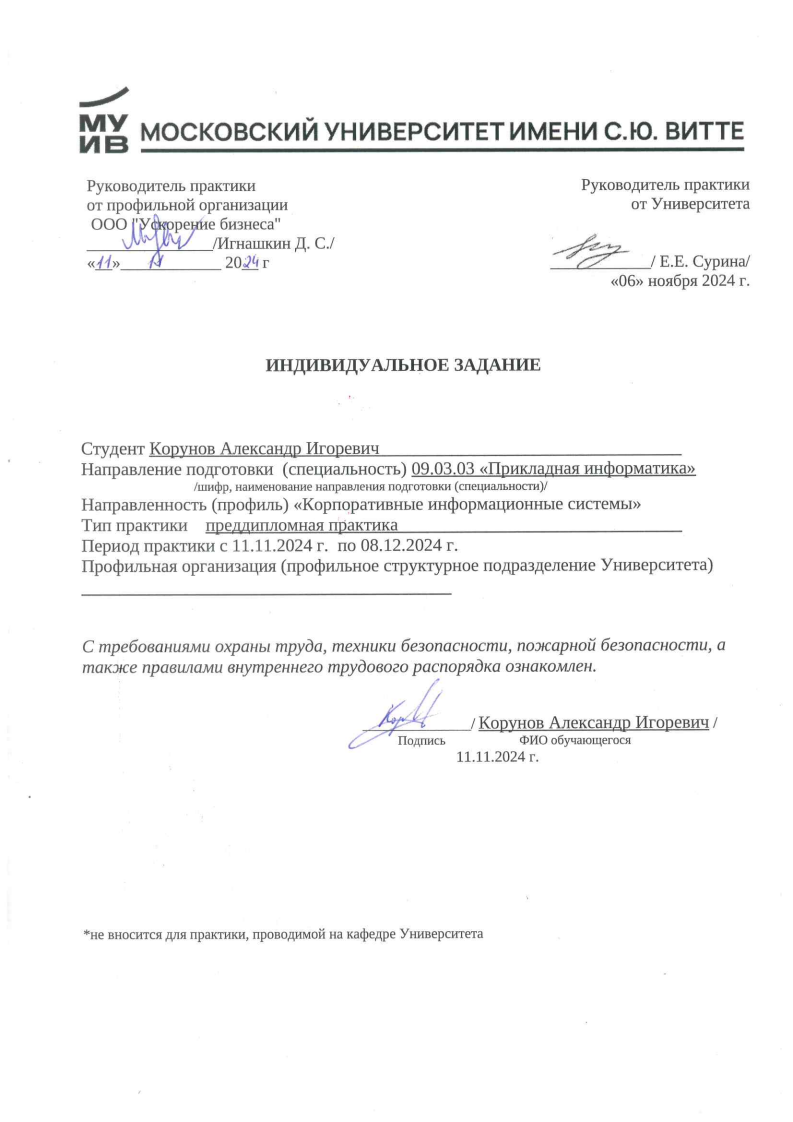 МУ
ИВ
МОСКОВСКИЙ УНИВЕРСИТЕТ ИМЕНИ С.Ю. ВИТТЕ
Руководитель практики
от профильной организации
ООО "Ускорение бизнеса"
/Игнашкин Д. С./
«11» 11 2024 г
Руководитель практики
от Университета
/ Е.Е. Сурина/
«06» ноября 2024 г.
ИНДИВИДУАЛЬНОЕ ЗАДАНИЕ
Студент Корунов Александр Игоревич
Направление подготовки (специальность) 09.03.03 «Прикладная информатика»
/шифр, наименование направления подготовки (специальности)/
Направленность (профиль) «Корпоративные информационные системы»
Тип практики преддипломная практика
Период практики с 11.11.2024 г. по 08.12.2024 г.
Профильная организация (профильное структурное подразделение Университета)
С требованиями охраны труда, техники безопасности, пожарной безопасности, а
также правилами внутреннего трудового распорядка ознакомлен.
/ Корунов Александр Игоревич /
Подпись ФИО обучающегося
11.11.2024 г.
*не вносится для практики, проводимой на кафедре Университета